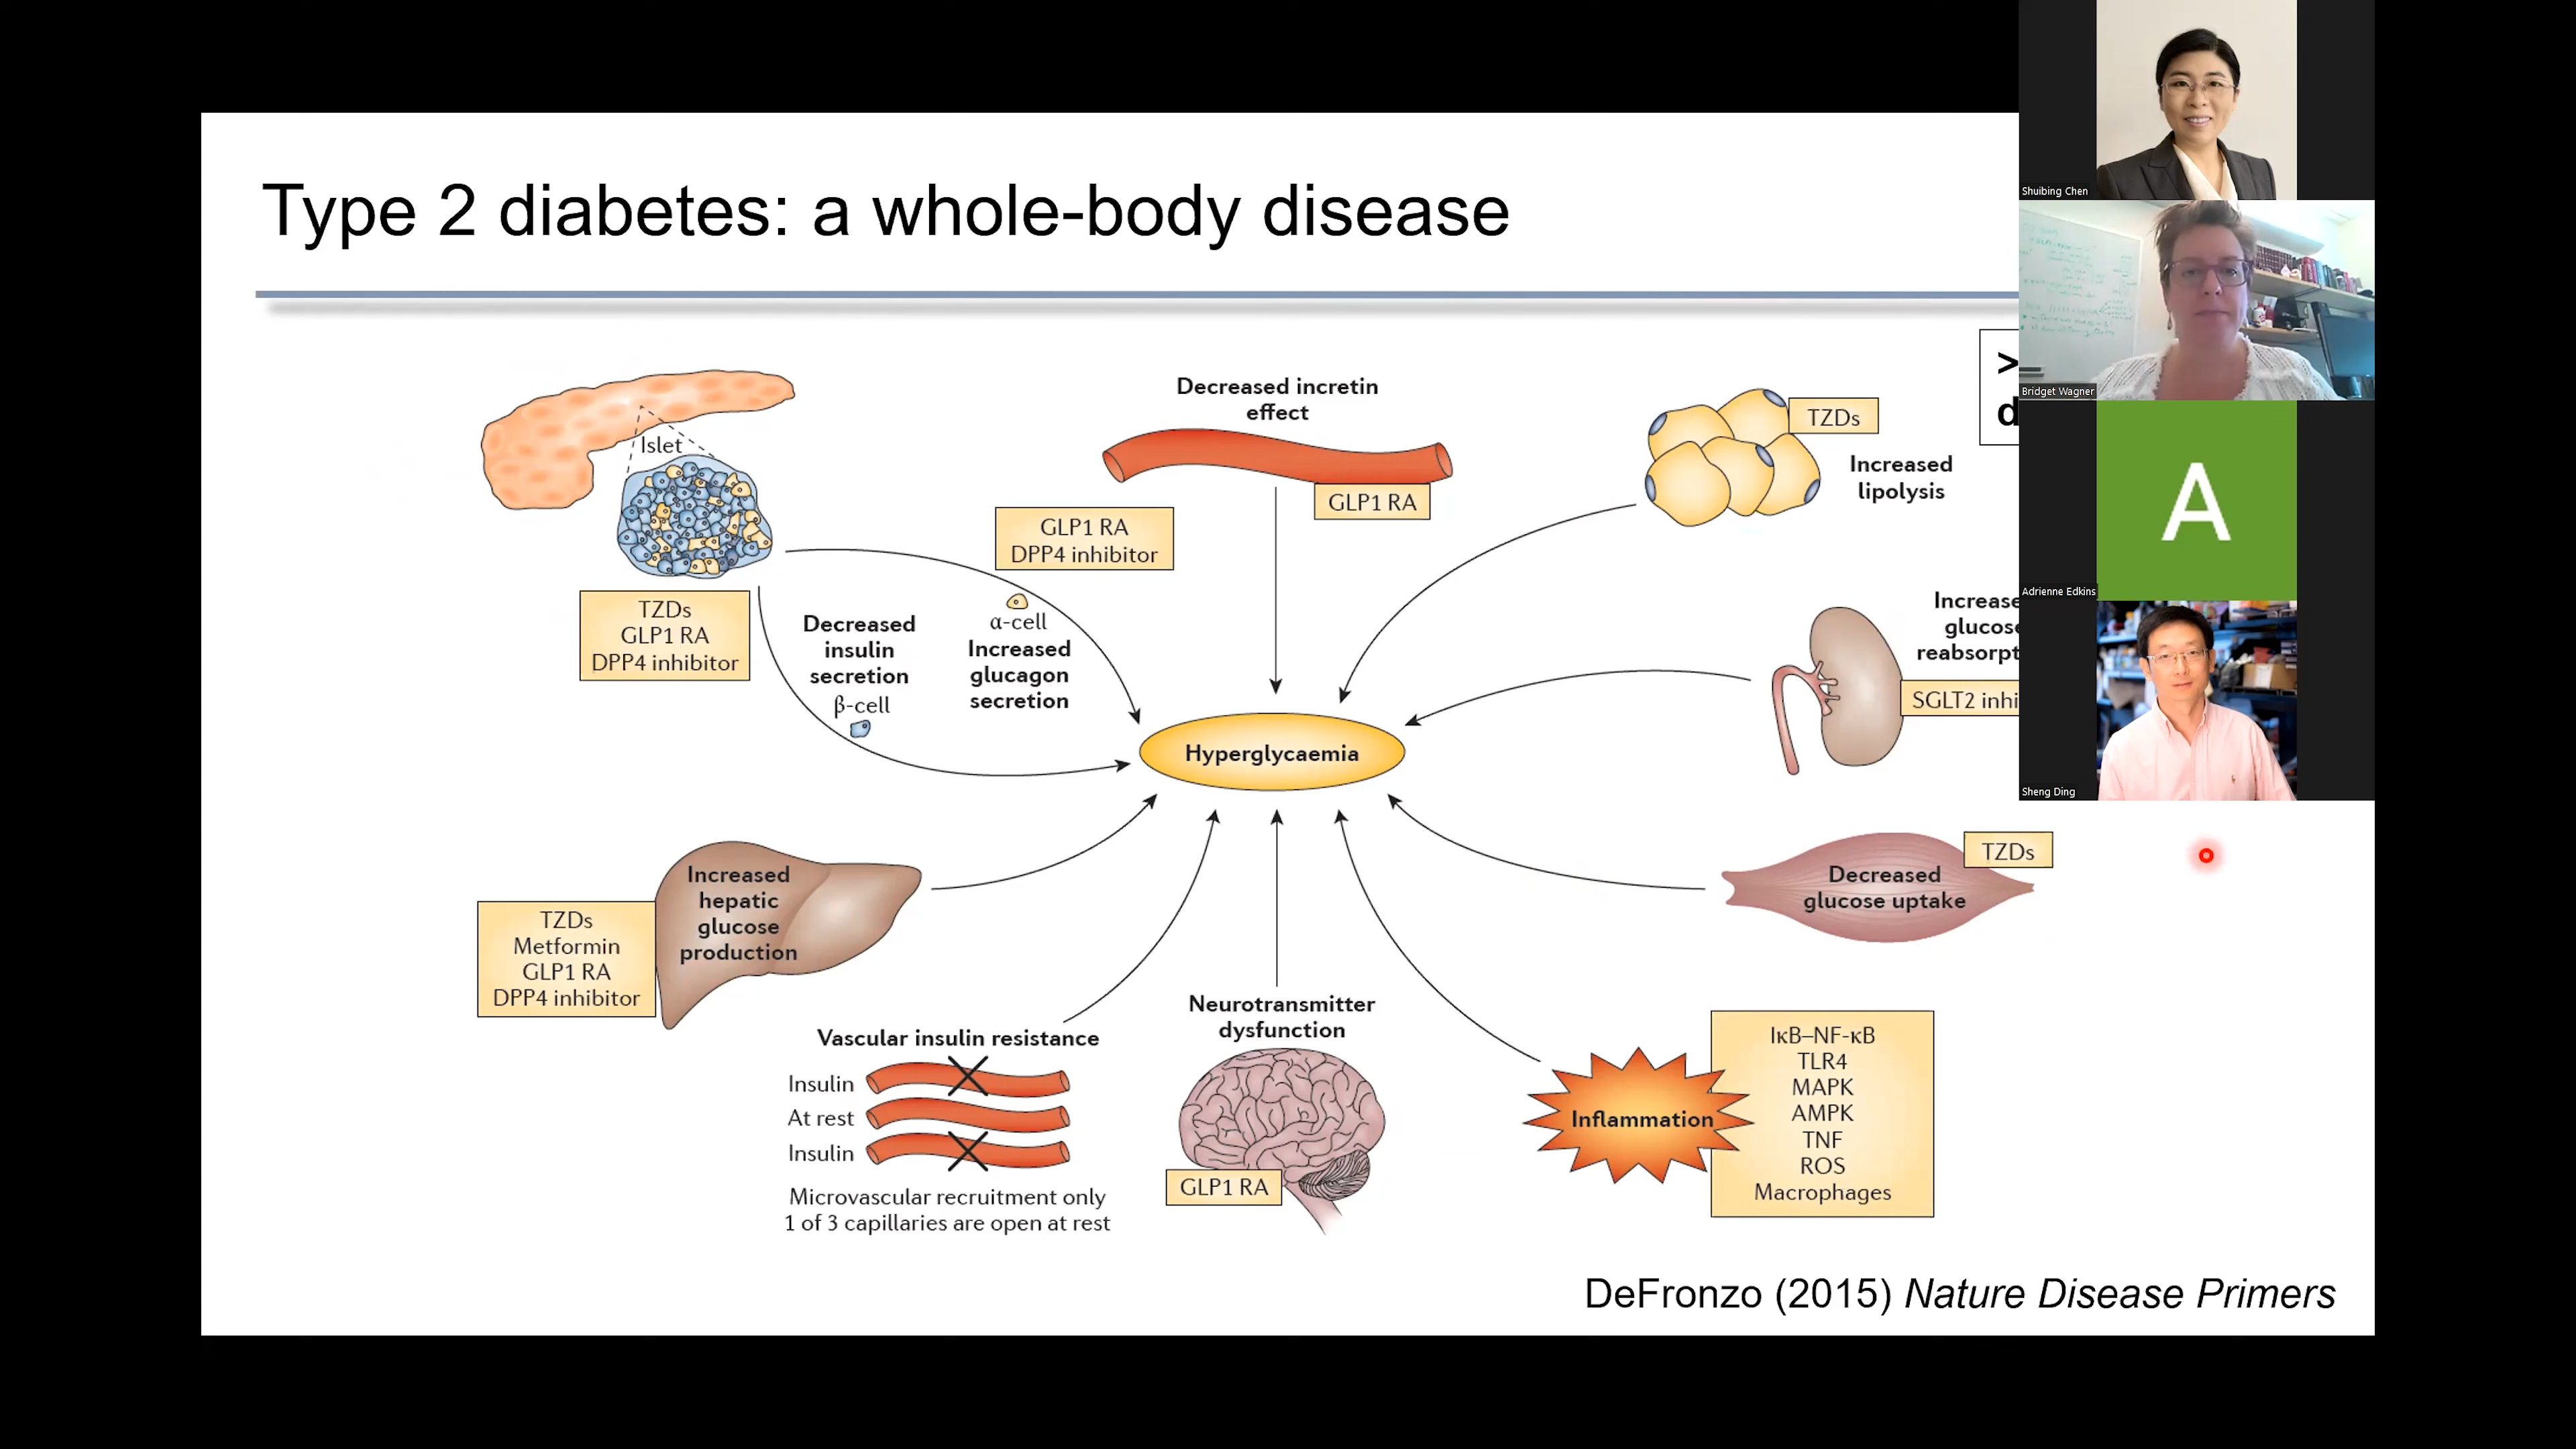 Type 2 diabetes: a whole-body disease
Islet
TZDs
GLP1 RA
DPP4 inhibitor
Decreased
insulin
secretion
β-cell
α-cell
Increased
glucagon
secretion
GLP1 RA
DPP4 inhibitor
Decreased incretin
effect
GLP1 RA
TZDs
Increased
lipolysis
>
d
Increase
glucos
reabsorpt
SGLT2 inhi
Hyperglycaemia
Increased
hepatic
glucose
production
TZDs
Metformin
GLP1 RA
DPP4 inhibitor
Vascular insulin resistance
Insulin
At rest
Insulin
Microvascular recruitment only
1 of 3 capillaries are open at rest
Neurotransmitter
dysfunction
GLP1 RA
Inflammation
IκB–NF-κB
TLR4
MAPK
AMPK
TNF
ROS
Macrophages
TZDs
Decreased
glucose uptake
DeFronzo (2015) Nature Disease Primers
Shuibing Chen
Bridget Wagner
A
Adrienne Edkins
Sheng Ding